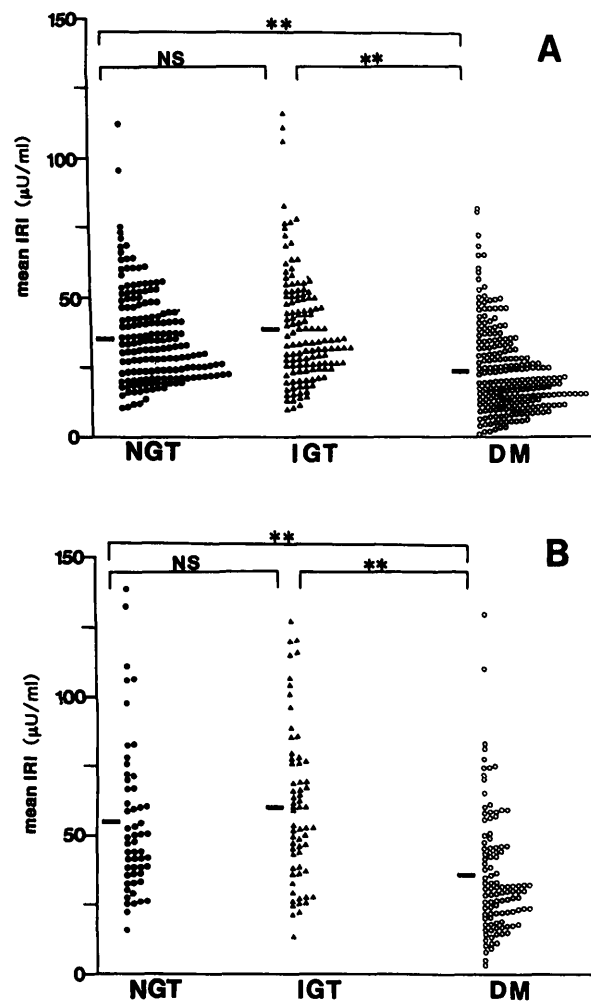 150
**
A
NS
**
100
mean IRI (μU/ml)
50
0
NGT IGT DM
**
B
150
NS
**
100
mean IRI (μU/ml)
50
0
NGT IGT DM